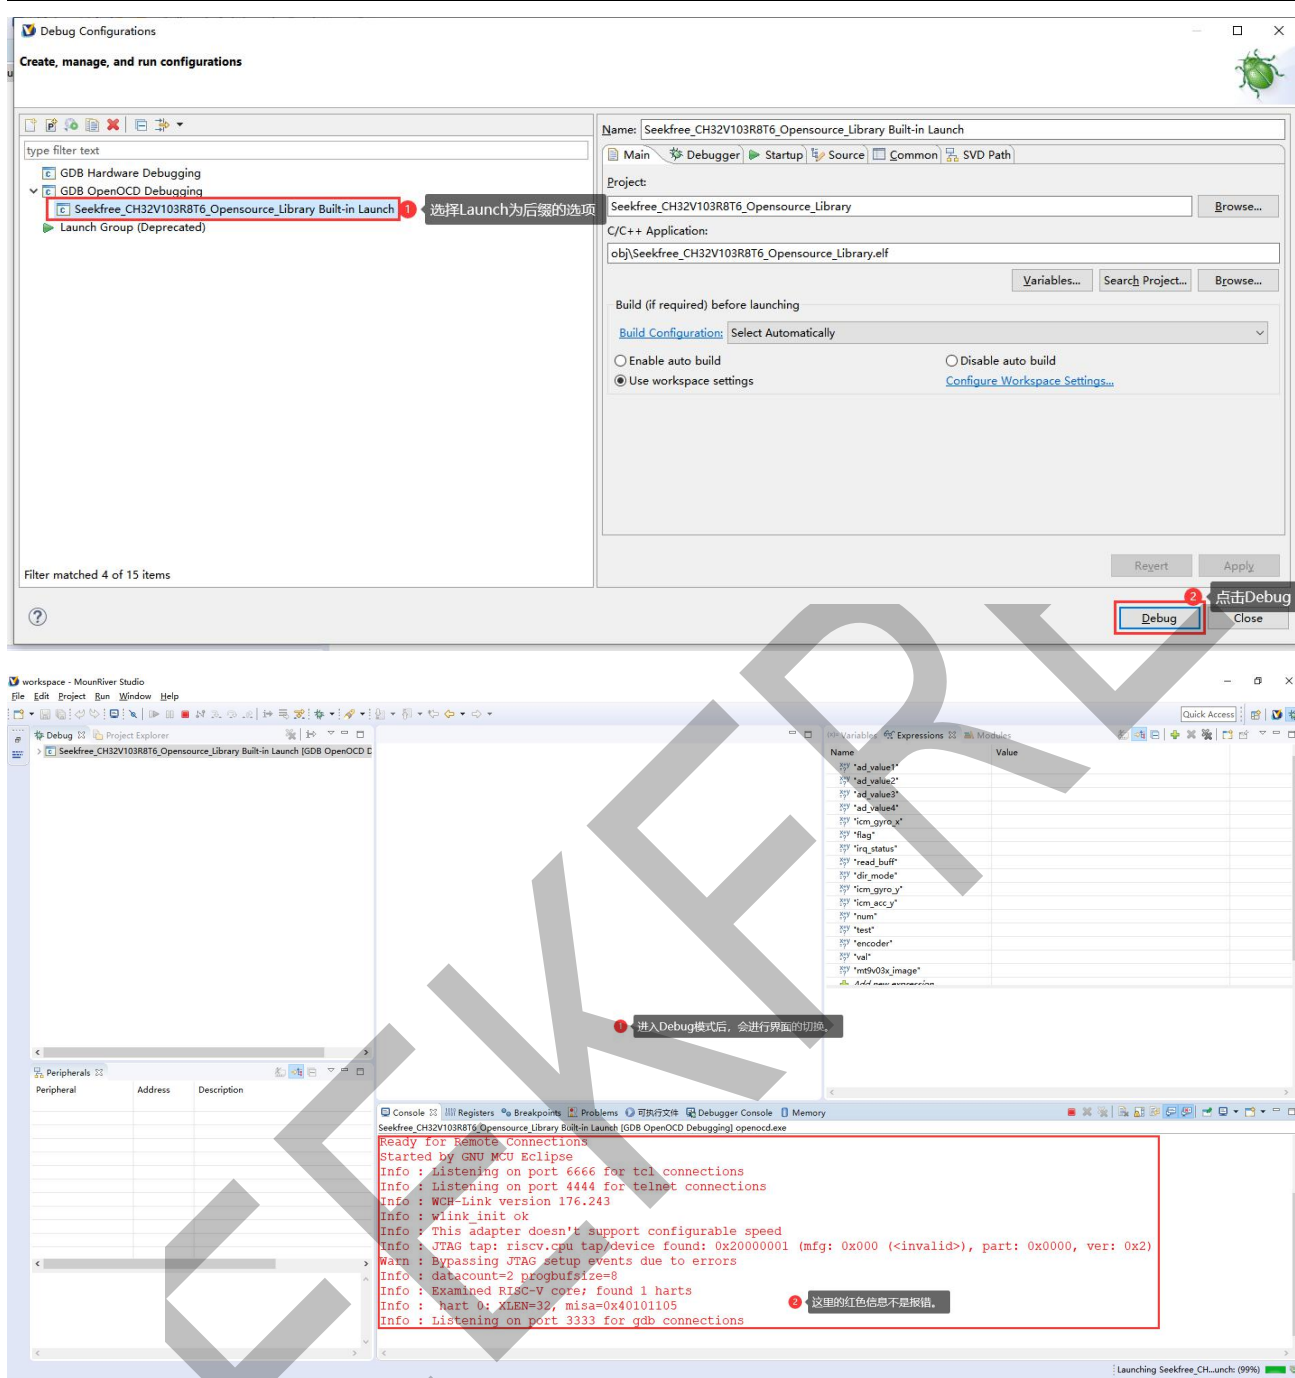 Debug Configurations
Create, manage, and run configurations
type filter text
GDB Hardware Debugging
GDB OpenOCD Debugging
Seekfree_CH32V103R8T6_Opensource_Library Built-in Launch
1 选择Launch为后缀的选项
Launch Group (Deprecated)
Filter matched 4 of 15 items
Name: Seekfree_CH32V103R8T6_Opensource_Library Built-in Launch
Main Debugger Startup Source Common SVD Path
Project:
Seekfree_CH32V103R8T6_Opensource_Library Browse...
C/C++ Application:
obj\Seekfree_CH32V103R8T6_Opensource_Library.elf
Variables... Search Project... Browse...
Build (if required) before launching
Build Configuration: Select Automatically
Enable auto build Disable auto build
Use workspace settings Configure Workspace Settings...
Revert Apply
2 点击Debug
Debug Close
workspace - MounRiver Studio
File Edit Project Run Window Help
Quick Access
Debug Project Explorer
Seekfree_CH32V103R8T6_Opensource_Library Built-in Launch [GDB OpenOCD D
Variables Expressions Modules
Name Value
"ad_value1"
"ad_value2"
"ad_value3"
"ad_value4"
"icm_gyro_x"
"flag"
"irq_status"
"read_buff"
"dir_mode"
"icm_gyro_y"
"icm_acc_y"
"num"
"test"
"encoder"
"val"
"mt9v03x_image"
Add new expression
1 进入Debug模式后，会进行界面的切换。
Peripherals
Peripheral Address Description
Console Registers Breakpoints Problems 可执行文件 Debugger Console Memory
Seekfree_CH32V103R8T6_Opensource_Library Built-in Launch [GDB OpenOCD Debugging] openocd.exe
Ready for Remote Connections
Started by GNU MCU Eclipse
Info : Listening on port 6666 for tcl connections
Info : Listening on port 4444 for telnet connections
Info : WCH-Link version 176.243
Info : wlink_init ok
Info : This adapter doesn't support configurable speed
Info : JTAG tap: riscv.cpu tap/device found: 0x20000001 (mfg: 0x000 (<invalid>), part: 0x0000, ver: 0x2)
Warn : Bypassing JTAG setup events due to errors
Info : datacount=2 progbufsize=8
Info : Examined RISC-V core; found 1 harts
Info :  hart 0: XLEN=32, misa=0x40101105
Info : Listening on port 3333 for gdb connections
2 这里的红色信息不是报错。
Launching Seekfree_CH...unch: (99%)